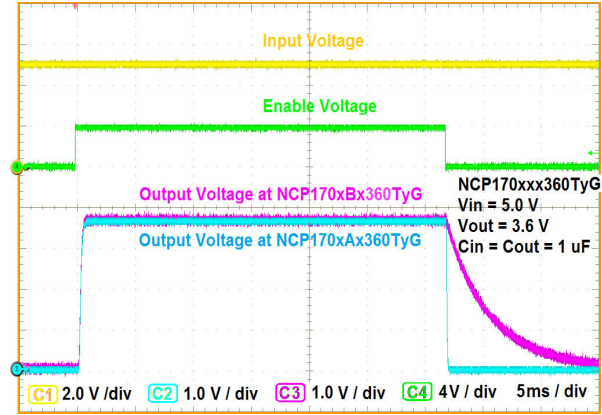 Input Voltage
Enable Voltage
Output Voltage at NCP170xBx360TyG
Output Voltage at NCP170xAx360TyG
NCP170xxx360TyG
Vin = 5.0 V
Vout = 3.6 V
Cin = Cout = 1 uF
C1 2.0 V /div C2 1.0 V / div C3 1.0 V / div C4 4V / div 5ms / div